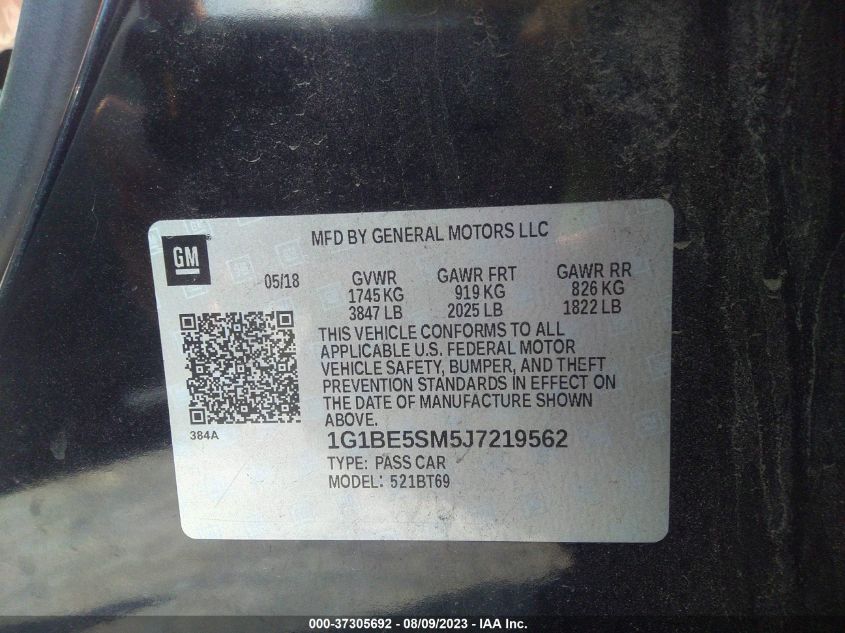 MFD BY GENERAL MOTORS LLC
GM
05/18 GVWR GAWR FRT GAWR RR
1745 KG 919 KG 826 KG
3847 LB 2025 LB 1822 LB
THIS VEHICLE CONFORMS TO ALL
APPLICABLE U.S. FEDERAL MOTOR
VEHICLE SAFETY, BUMPER, AND THEFT
PREVENTION STANDARDS IN EFFECT ON
THE DATE OF MANUFACTURE SHOWN
ABOVE.
384A
1G1BE5SM5J7219562
TYPE: PASS CAR
MODEL: 521BT69
000-37305692 - 08/09/2023 - IAA Inc.